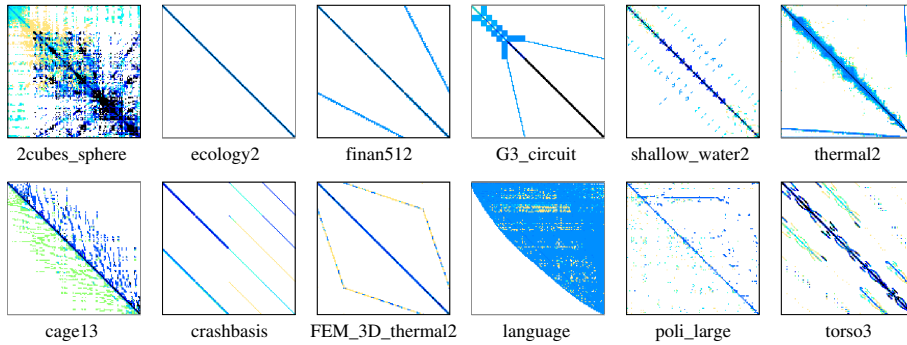 2cubes_sphere ecology2 finan512 G3_circuit shallow_water2 thermal2
cage13 crashbasis FEM_3D_thermal2 language poli_large torso3